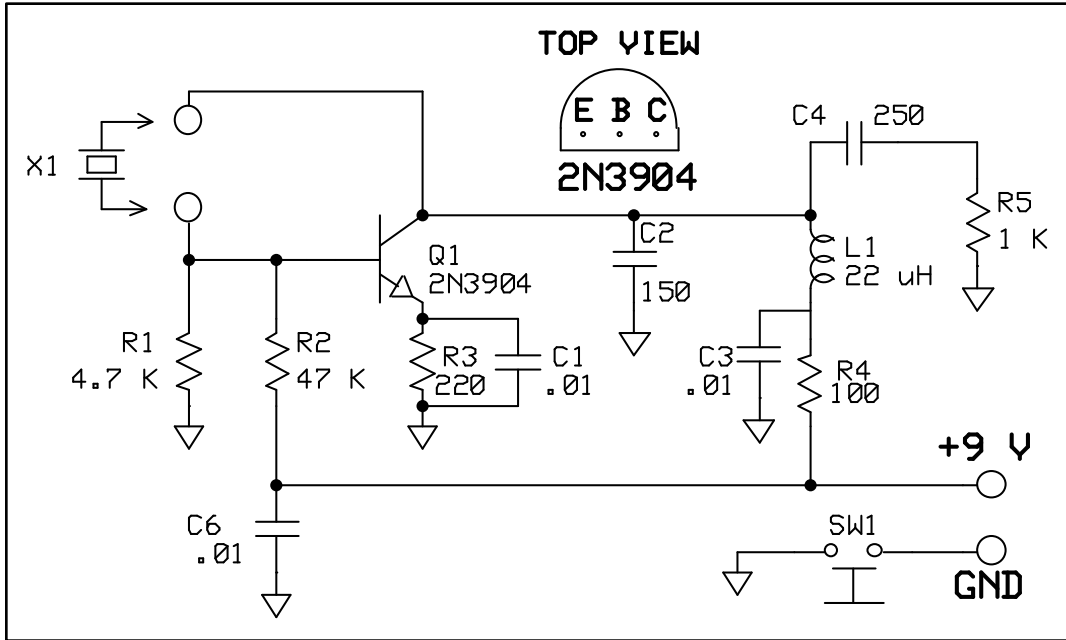 TOP VIEW
E B C
2N3904
C4 250
X1
R5
1 K
C2
150
Q1
2N3904
L1
22 uH
R1
4.7 K
R2
47 K
R3
220
C1
.01
C3
.01
R4
100
+9 V
C6
.01
SW1
GND